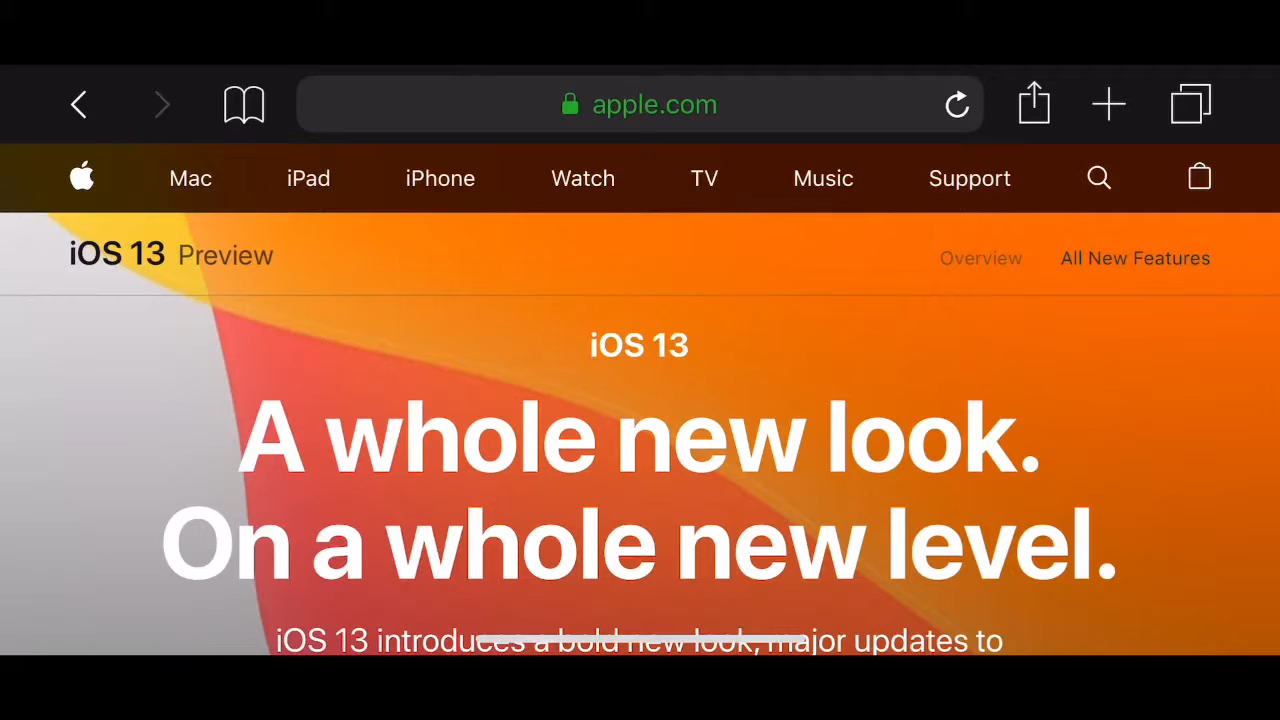 apple.com
Mac iPad iPhone Watch TV Music Support
iOS 13 Preview Overview All New Features
iOS 13
A whole new look.
On a whole new level.
iOS 13 introduces a bold new look, major updates to